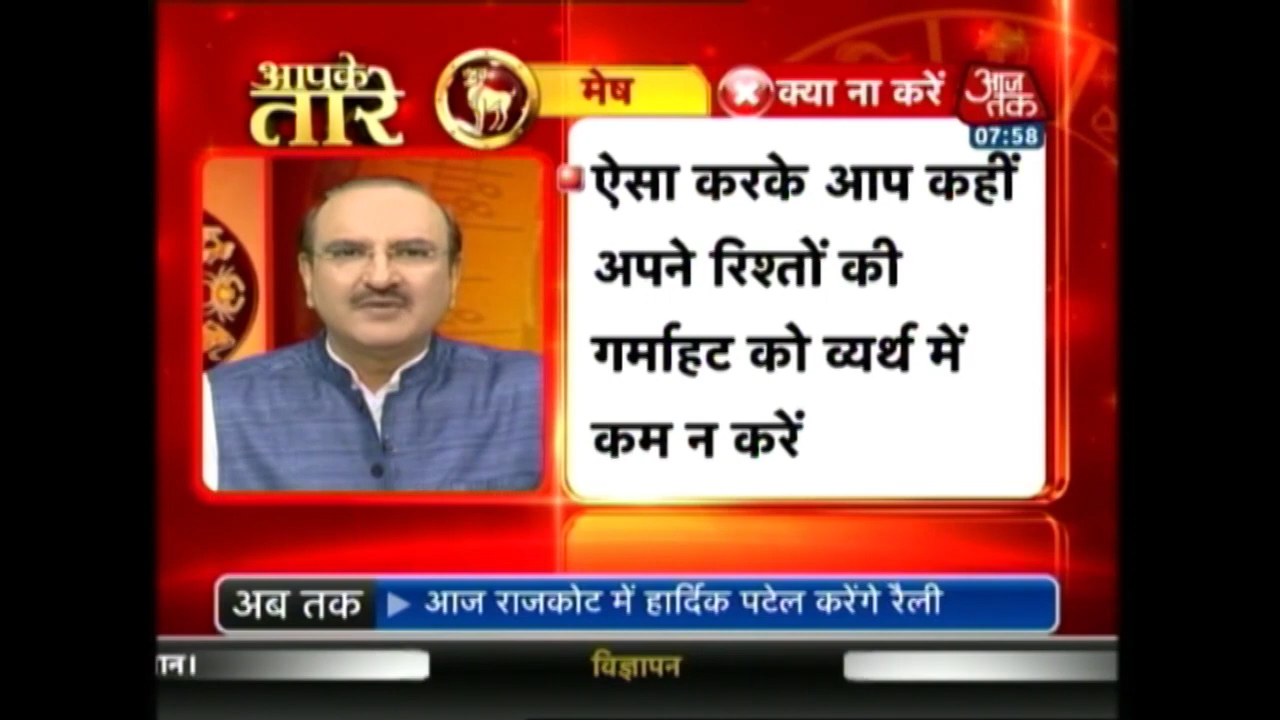 आपके
तारे
मेष
क्या ना करें
आज
तक
07:58
ऐसा करके आप कहीं
अपने रिश्तों की
गर्माहट को व्यर्थ में
कम न करें
अब तक
आज राजकोट में हार्दिक पटेल करेंगे रैली
ान।
विज्ञापन